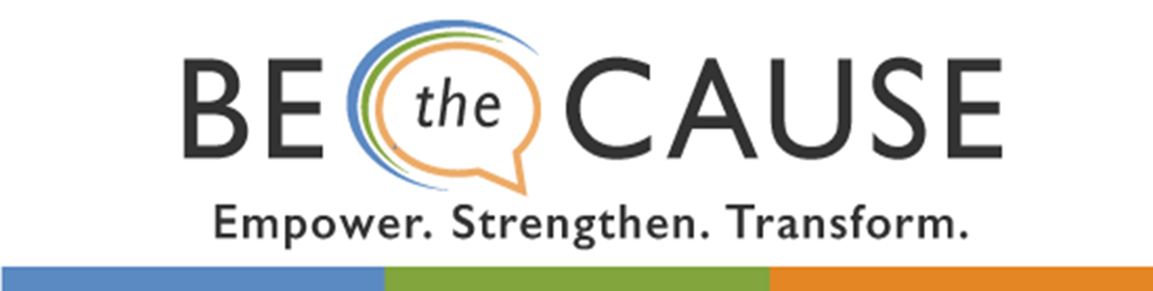 BE the CAUSE
Empower. Strengthen. Transform.